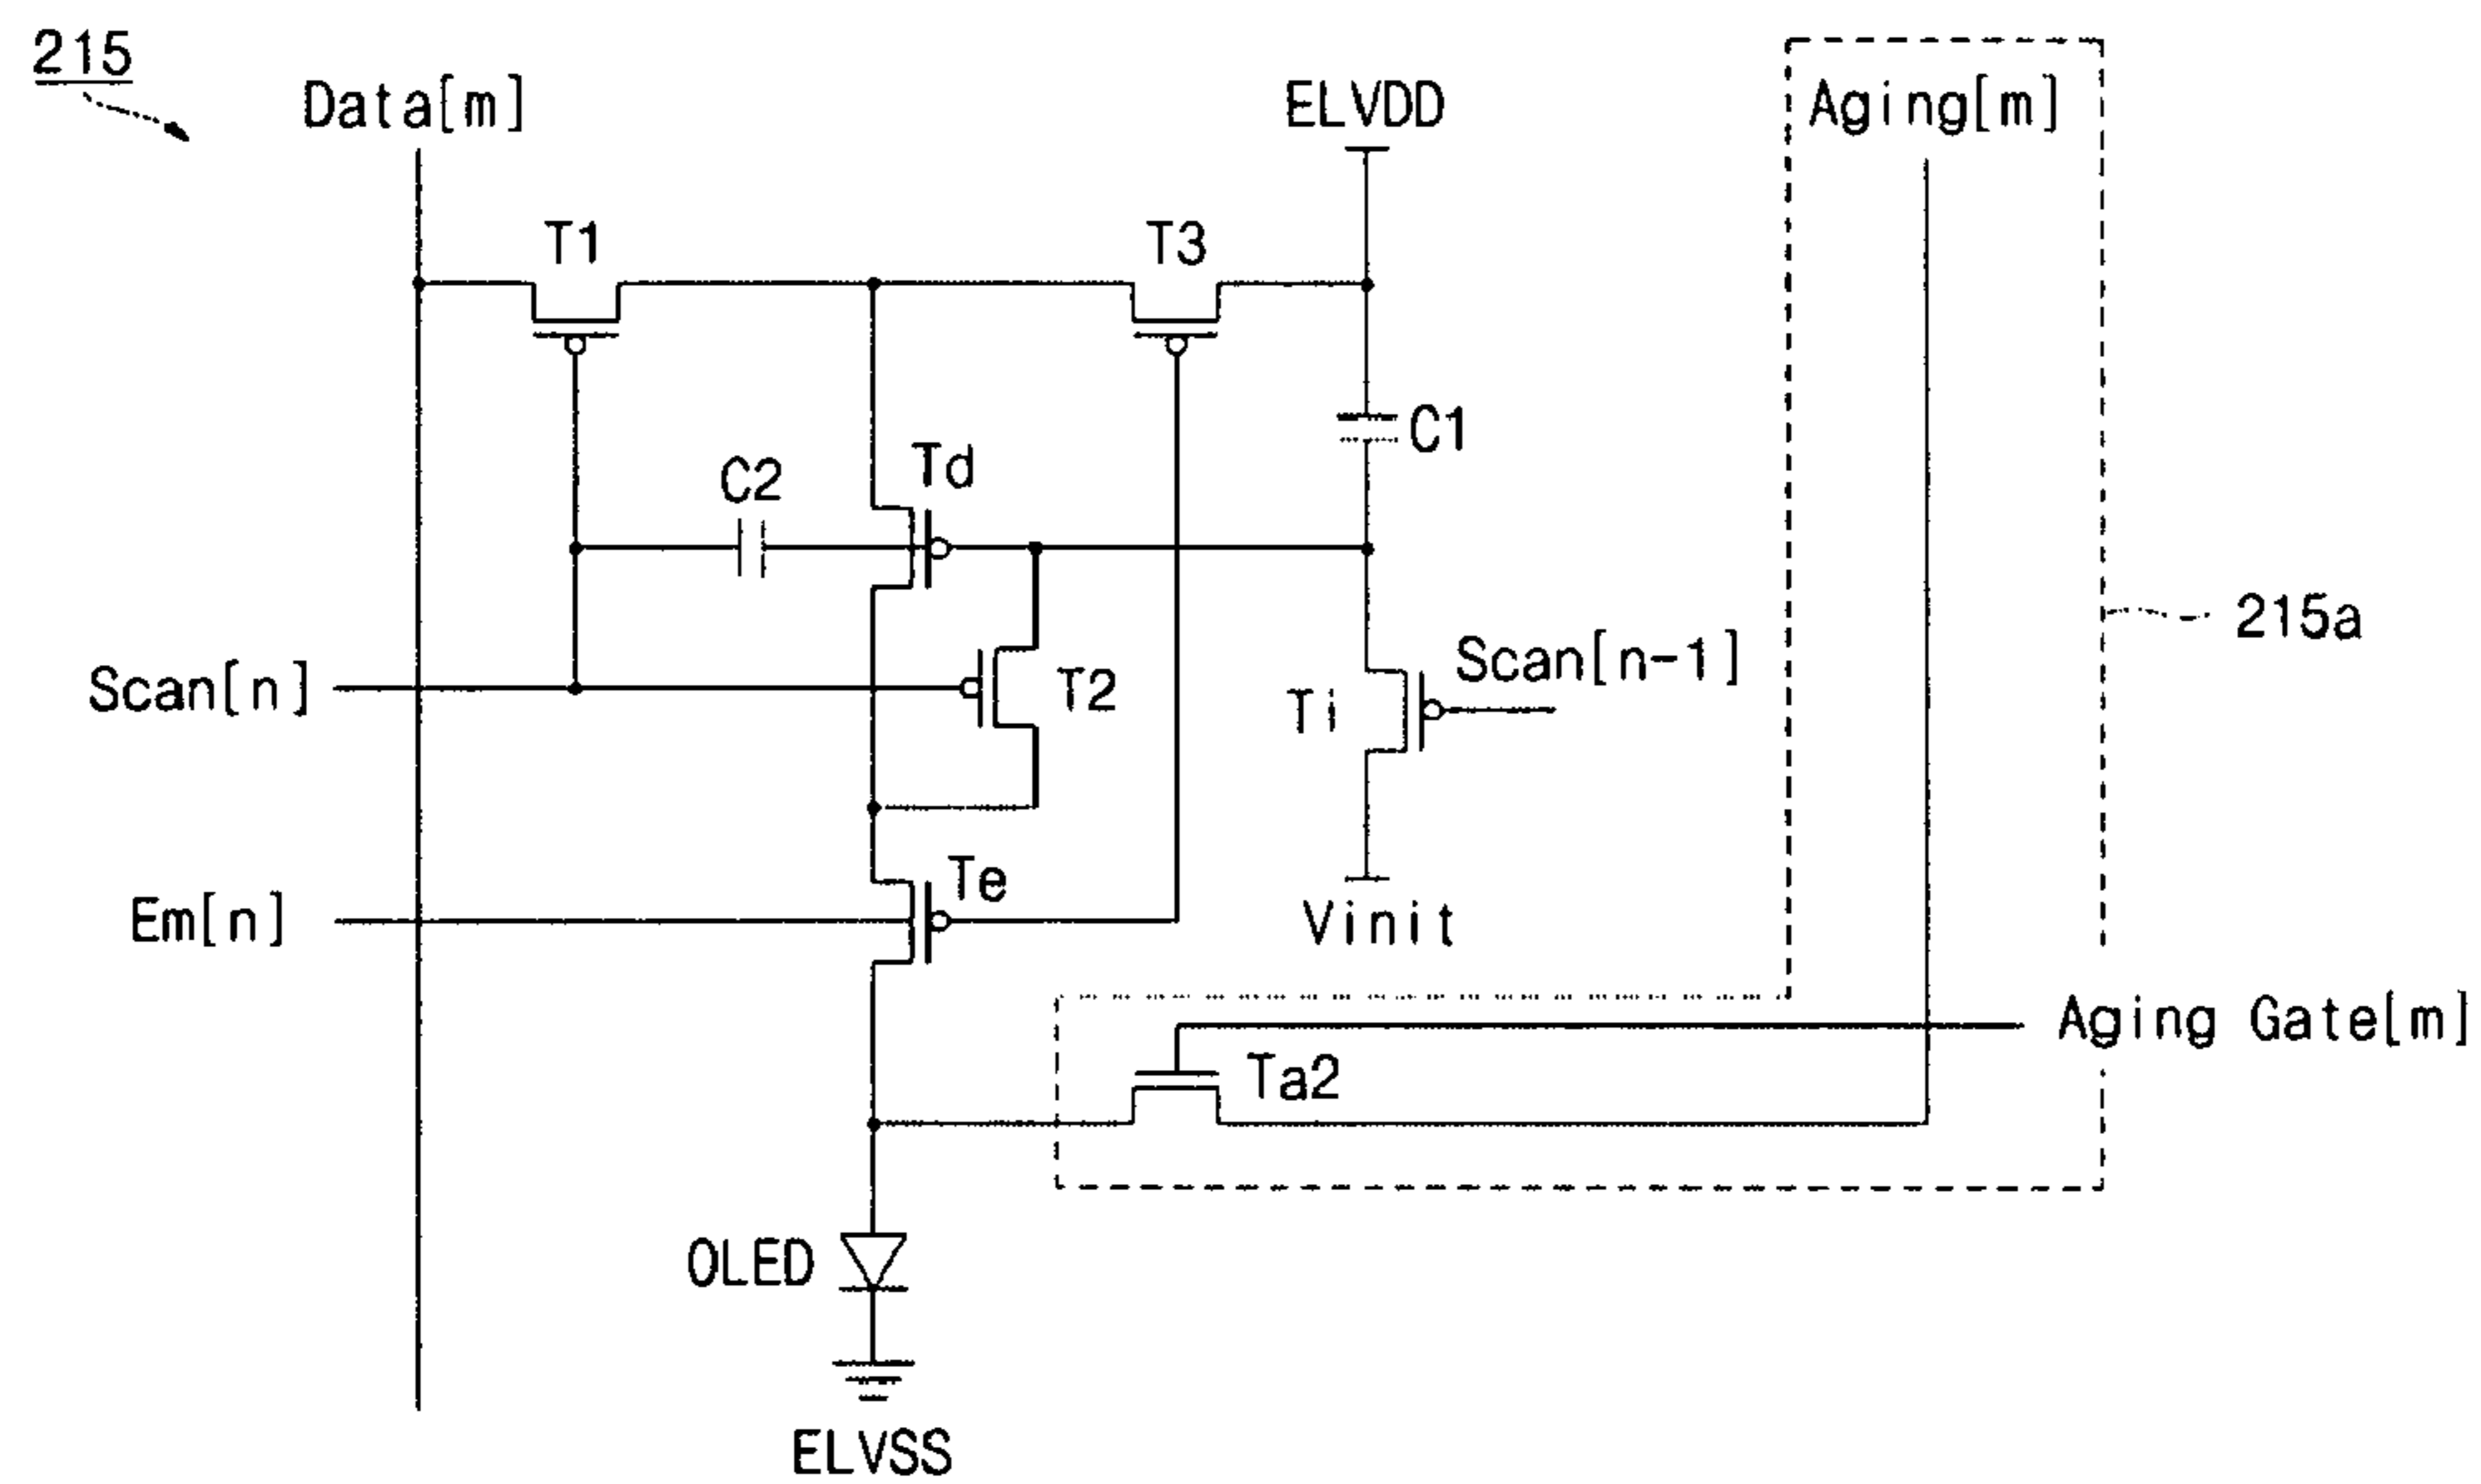 215
Data[m]
ELVDD
Aging[m]
T1
T3
C1
Td
C2
215a
Scan[n-1]
Scan[n]
T2
Ti
Te
Em[n]
Vinit
Aging Gate[m]
Ta2
OLED
ELVSS